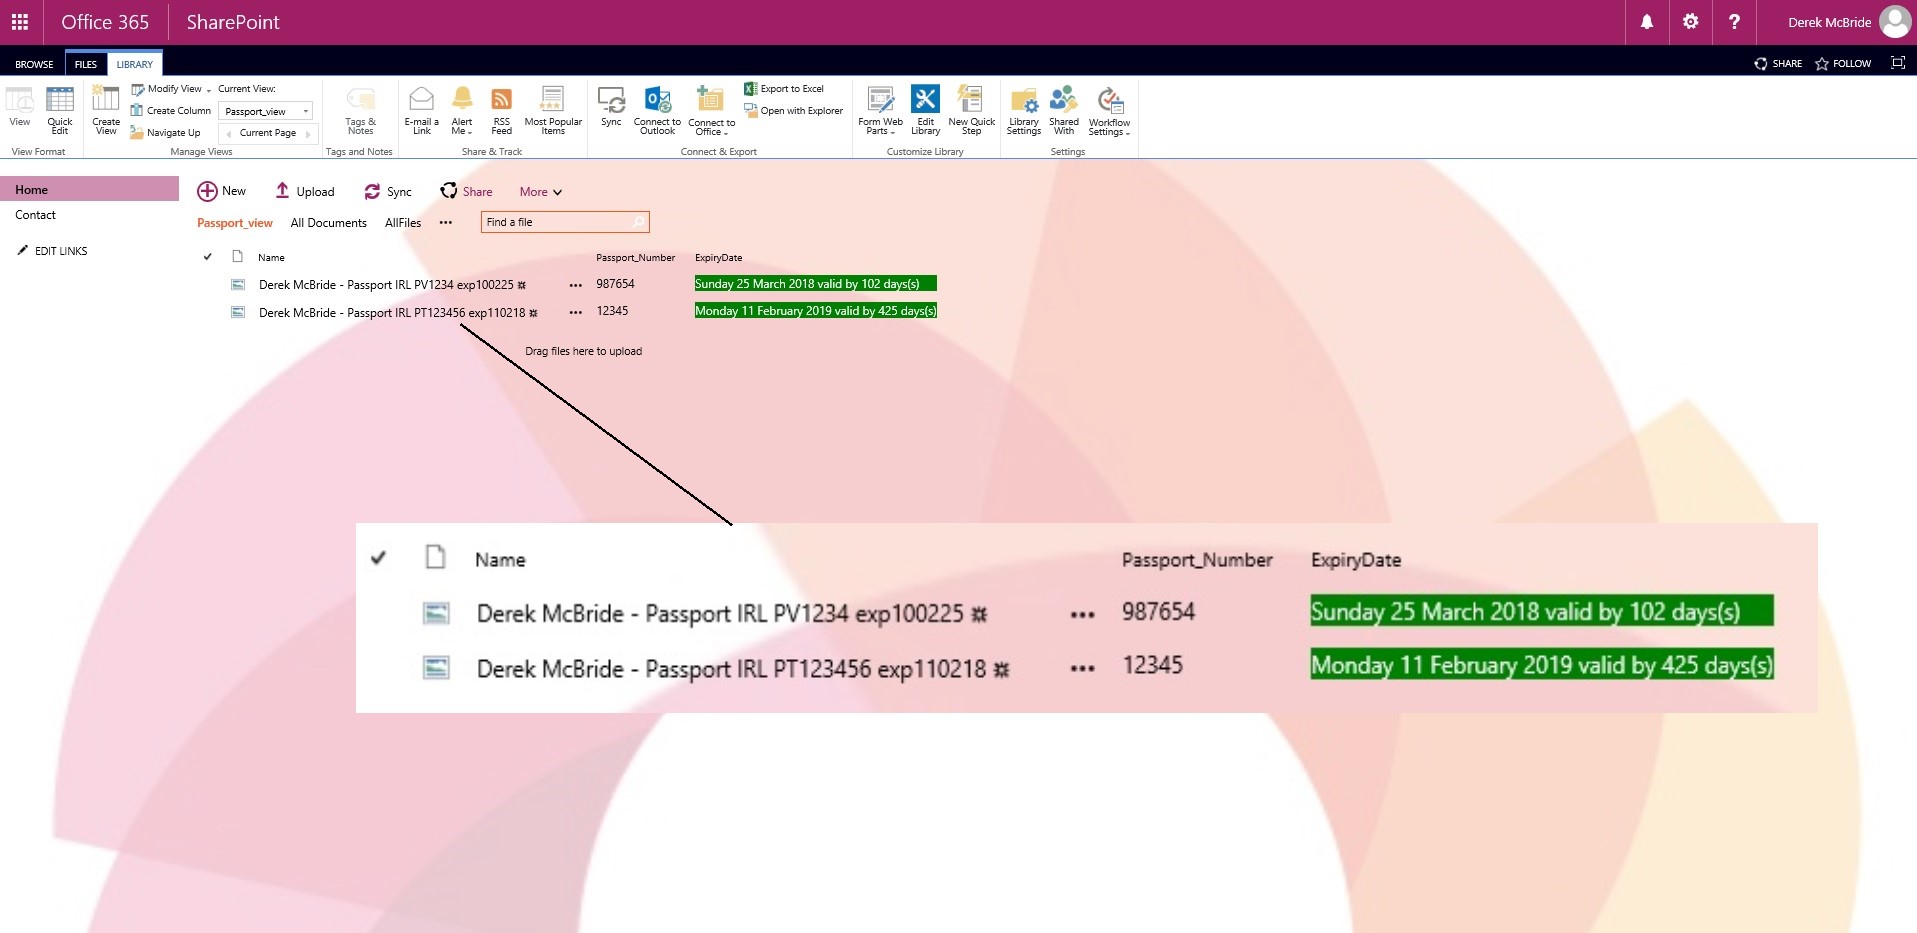 Office 365 SharePoint Derek McBride
BROWSE FILES LIBRARY SHARE FOLLOW
View
Quick Edit
View Format
Create View
Modify View
Create Column
Navigate Up
Current View:
Passport_view
Current Page
Manage Views
Tags & Notes
Tags and Notes
E-mail a Link
Alert Me
RSS Feed
Most Popular Items
Share & Track
Sync
Connect to Outlook
Connect to Office
Export to Excel
Open with Explorer
Connect & Export
Form Web Parts
Edit Library
New Quick Step
Customize Library
Library Settings
Shared With
Workflow Settings
Settings
Home
Contact
EDIT LINKS
New Upload Sync Share More
Passport_view All Documents AllFiles ••• Find a file
Name Passport_Number ExpiryDate
Derek McBride - Passport IRL PV1234 exp100225 ••• 987654 Sunday 25 March 2018 valid by 102 days(s)
Derek McBride - Passport IRL PT123456 exp110218 ••• 12345 Monday 11 February 2019 valid by 425 days(s)
Drag files here to upload
Name Passport_Number ExpiryDate
Derek McBride - Passport IRL PV1234 exp100225 ••• 987654 Sunday 25 March 2018 valid by 102 days(s)
Derek McBride - Passport IRL PT123456 exp110218 ••• 12345 Monday 11 February 2019 valid by 425 days(s)